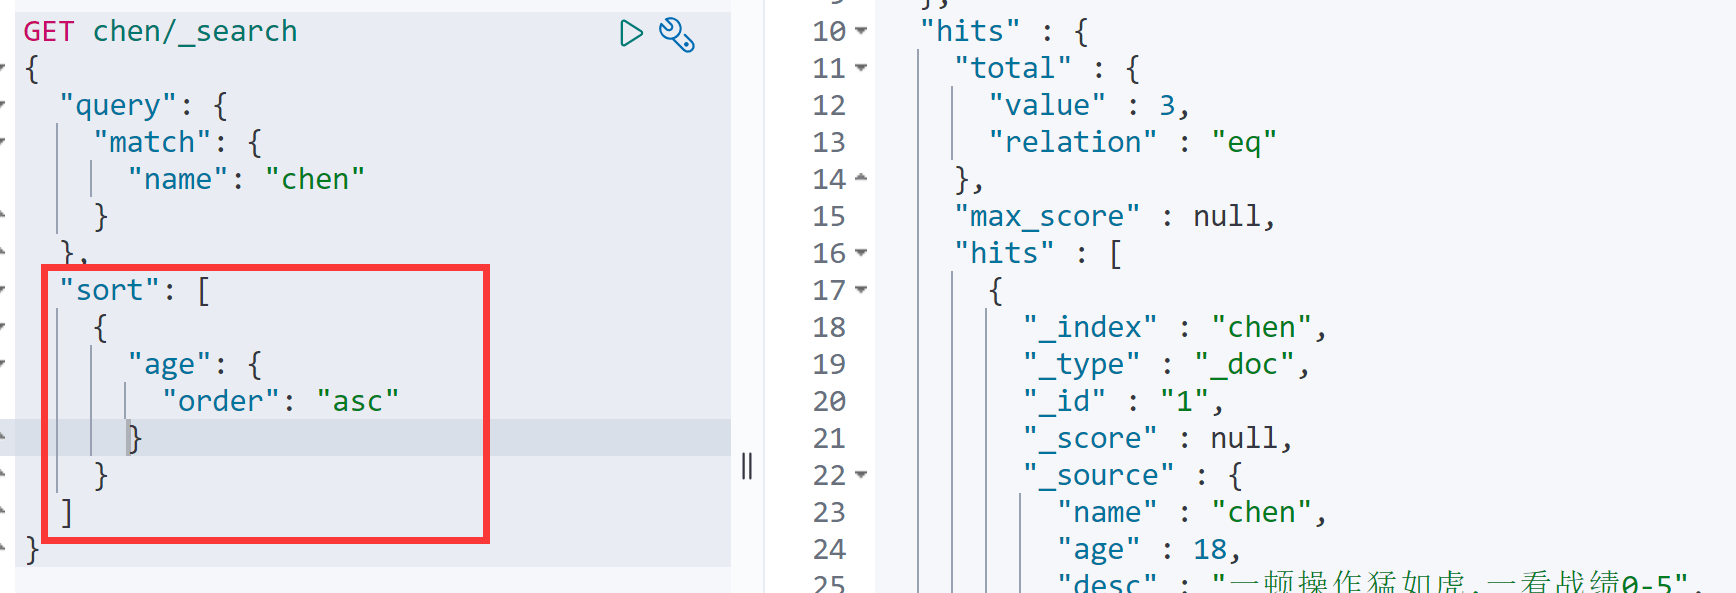 GET chen/_search
{
"query": {
"match": {
"name": "chen"
}
},
"sort": [
{
"age": {
"order": "asc"
}
}
]
}
10 "hits" : {
11 "total" : {
12 "value" : 3,
13 "relation" : "eq"
14 },
15 "max_score" : null,
16 "hits" : [
17 {
18 "_index" : "chen",
19 "_type" : "_doc",
20 "_id" : "1",
21 "_score" : null,
22 "_source" : {
23 "name" : "chen",
24 "age" : 18,
25 "desc" : "一顿操作猛如虎,一看战绩0-5",